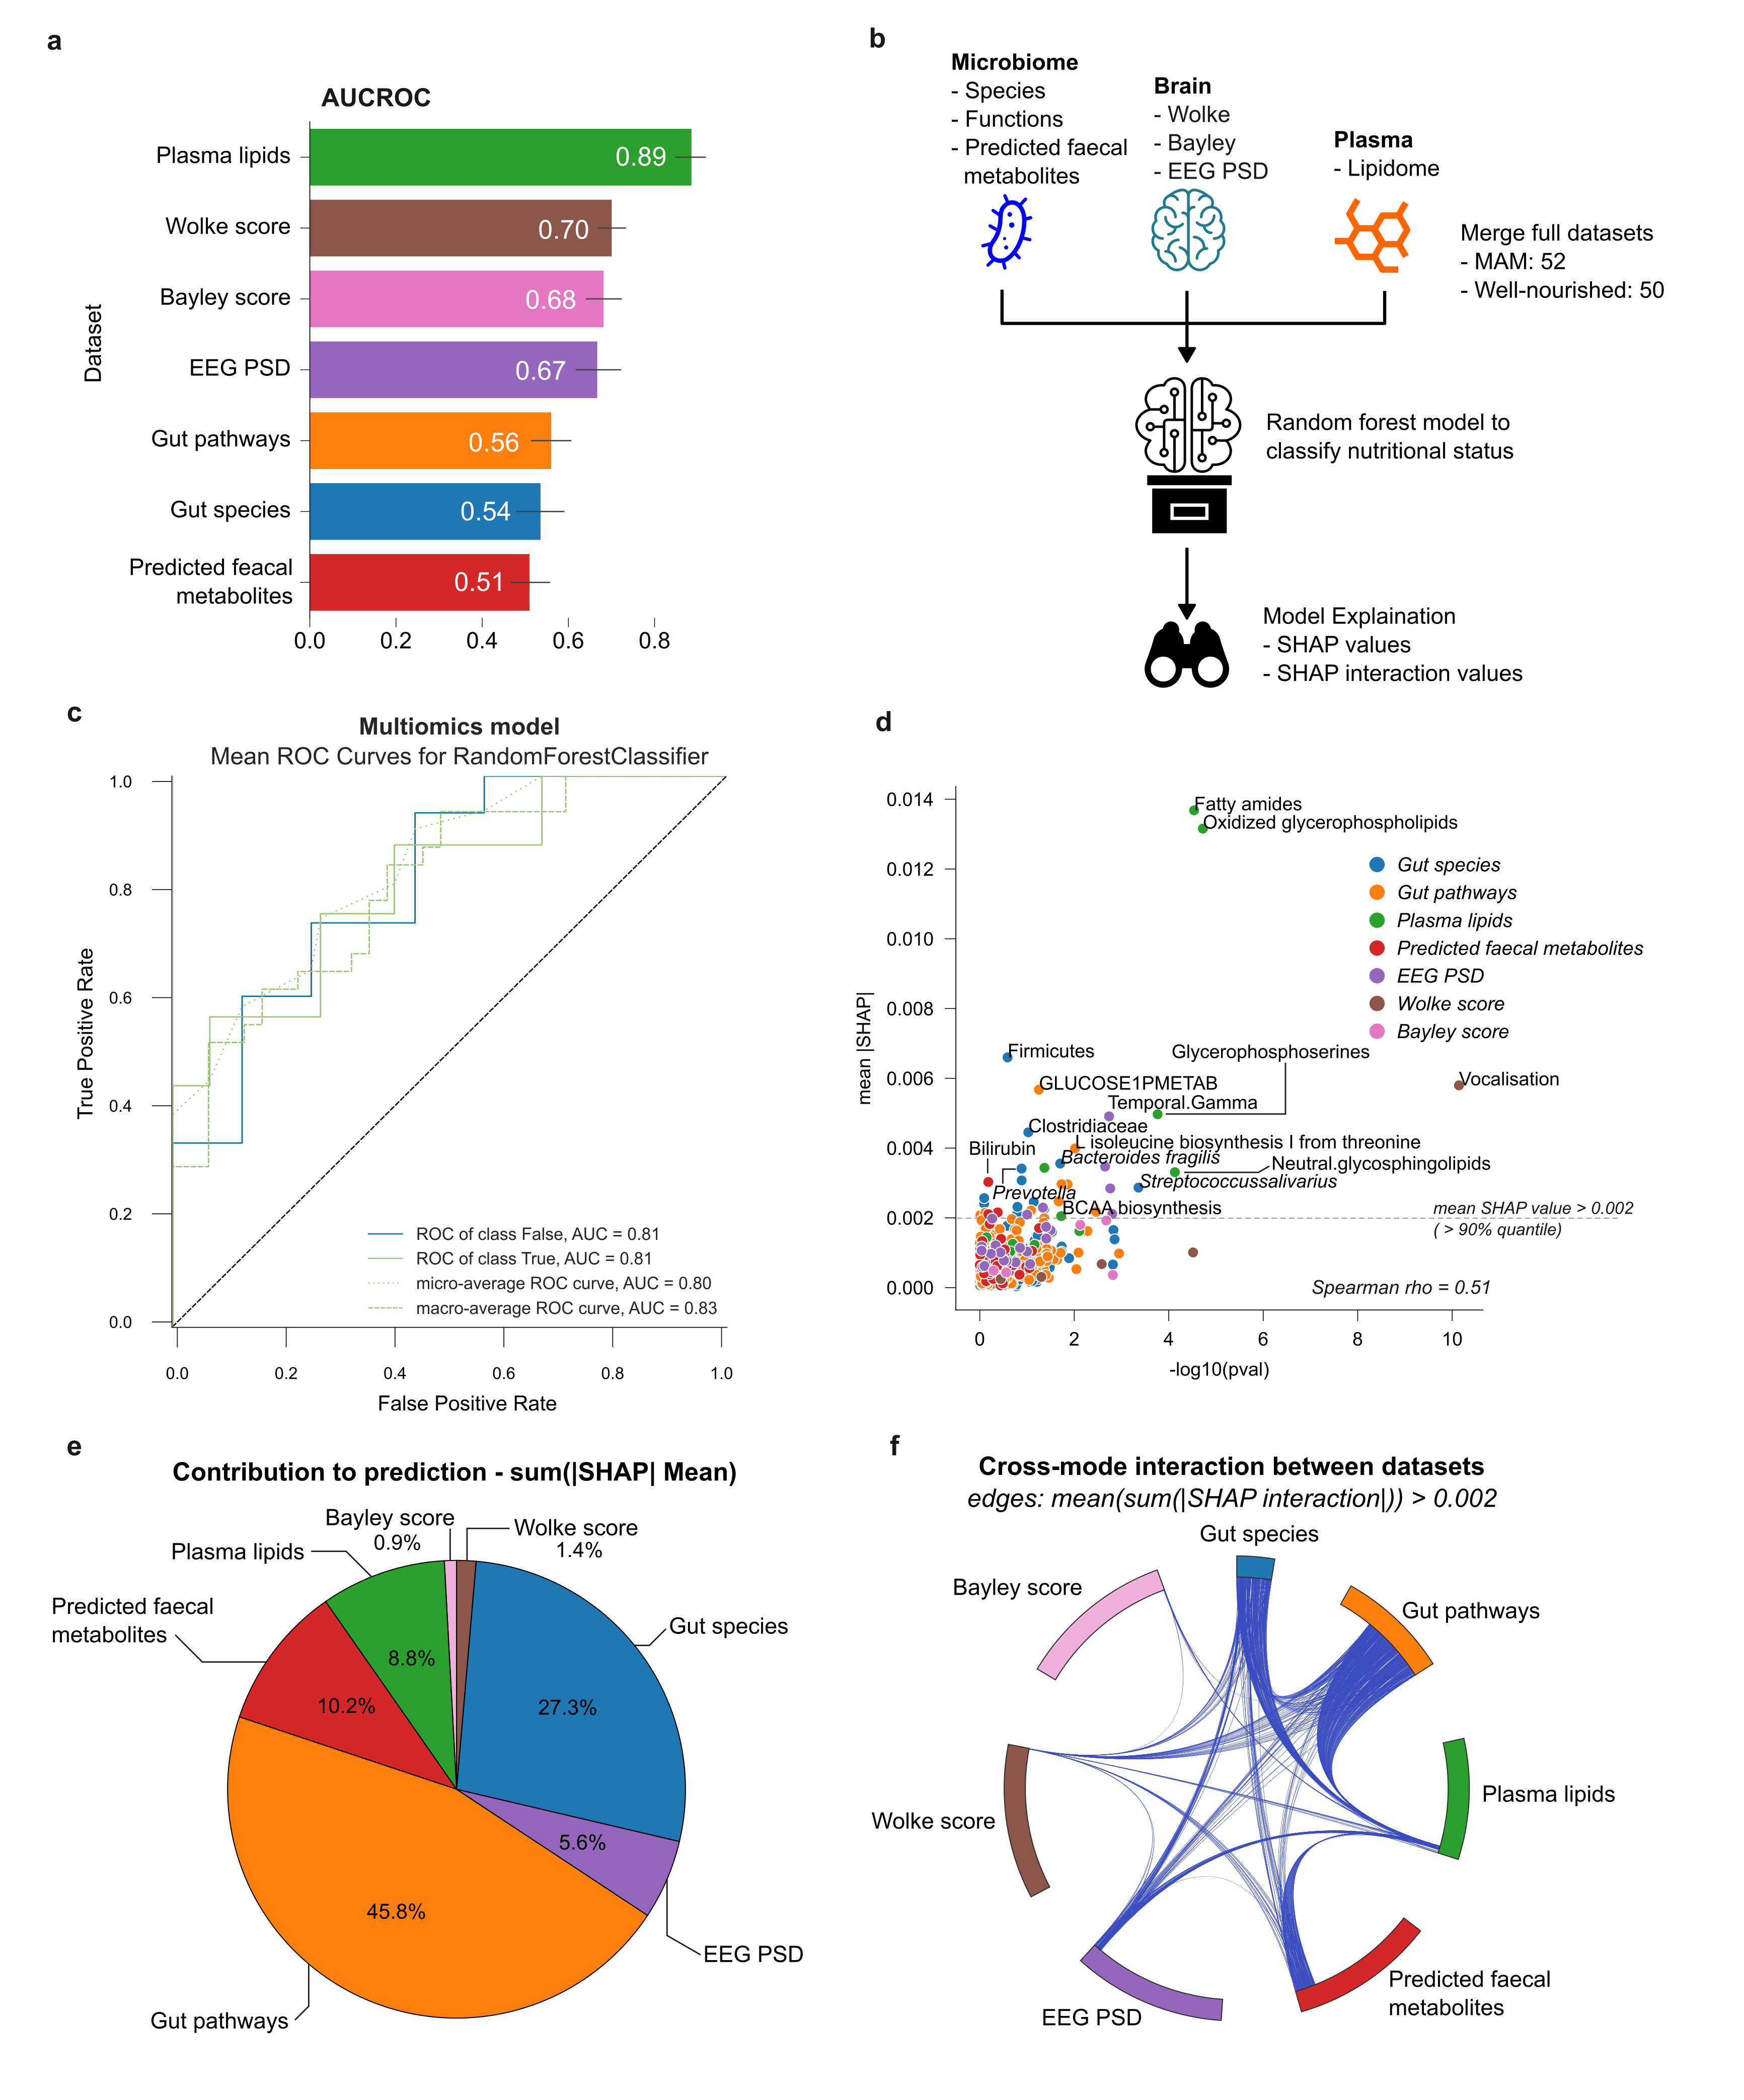 a
AUCROC
Dataset
Plasma lipids
0.89
Wolke score
0.70
Bayley score
0.68
EEG PSD
0.67
Gut pathways
0.56
Gut species
0.54
Predicted feacal
metabolites
0.51
0.0 0.2 0.4 0.6 0.8
b
Microbiome
- Species
- Functions
- Predicted faecal
metabolites
Brain
- Wolke
- Bayley
- EEG PSD
Plasma
- Lipidome
Merge full datasets
- MAM: 52
- Well-nourished: 50
Random forest model to
classify nutritional status
Model Explaination
- SHAP values
- SHAP interaction values
c
Multiomics model
Mean ROC Curves for RandomForestClassifier
True Positive Rate
1.0
0.8
0.6
0.4
0.2
0.0
ROC of class False, AUC = 0.81
ROC of class True, AUC = 0.81
micro-average ROC curve, AUC = 0.80
macro-average ROC curve, AUC = 0.83
0.0 0.2 0.4 0.6 0.8 1.0
False Positive Rate
d
mean |SHAP|
0.014
0.012
0.010
0.008
0.006
0.004
0.002
0.000
Fatty amides
Oxidized glycerophospholipids
Gut species
Gut pathways
Plasma lipids
Predicted faecal metabolites
EEG PSD
Wolke score
Bayley score
Firmicutes
Glycerophosphoserines
Vocalisation
GLUCOSE1PMETAB
Temporal.Gamma
Clostridiaceae
L isoleucine biosynthesis I from threonine
Bilirubin
Bacteroides fragilis
Neutral.glycosphingolipids
Streptococcussalivarius
Prevotella
BCAA biosynthesis
mean SHAP value > 0.002
( > 90% quantile)
Spearman rho = 0.51
0 2 4 6 8 10
-log10(pval)
e
Contribution to prediction - sum(|SHAP| Mean)
Bayley score
0.9%
Wolke score
1.4%
Plasma lipids
8.8%
Predicted faecal
metabolites
10.2%
Gut species
27.3%
5.6%
EEG PSD
45.8%
Gut pathways
f
Cross-mode interaction between datasets
edges: mean(sum(|SHAP interaction|)) > 0.002
Gut species
Bayley score
Gut pathways
Plasma lipids
Wolke score
Predicted faecal
metabolites
EEG PSD